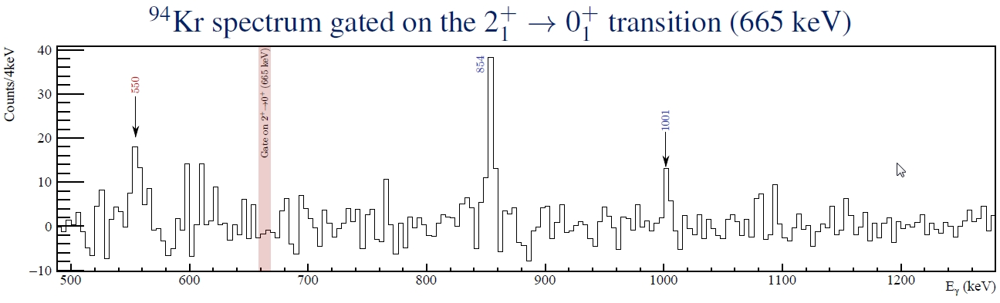 ⁹⁴Kr spectrum gated on the 2₁⁺ → 0₁⁺ transition (665 keV)
Counts/4keV
40
30
20
10
0
−10
550
Gate on 2⁺→0⁺ (665 keV)
854
1001
500 600 700 800 900 1000 1100 1200
Eγ (keV)